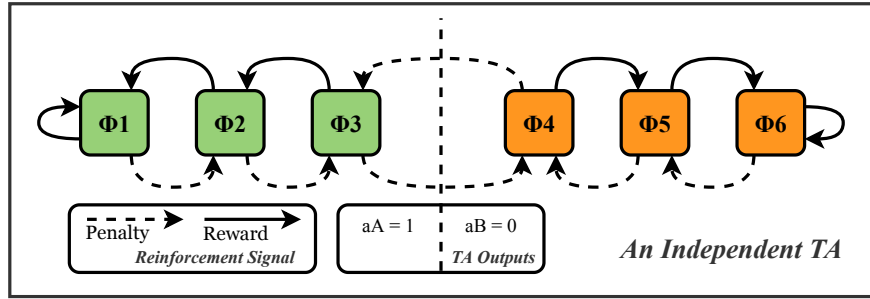 Φ1 Φ2 Φ3 Φ4 Φ5 Φ6
Penalty Reward
Reinforcement Signal
aA = 1 aB = 0
TA Outputs
An Independent TA